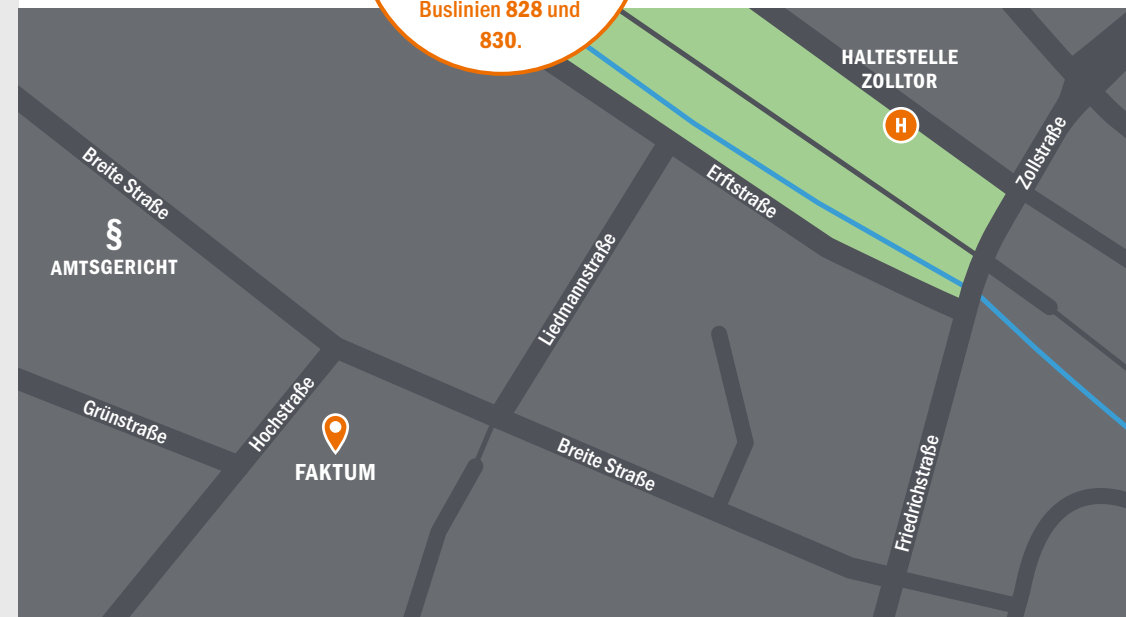 Buslinien 828 und
830.
HALTESTELLE
ZOLLTOR
H
Zollstraße
Breite Straße
Erftstraße
§
AMTSGERICHT
Liedmannstraße
Grünstraße
Hochstraße
FAKTUM
Breite Straße
Friedrichstraße